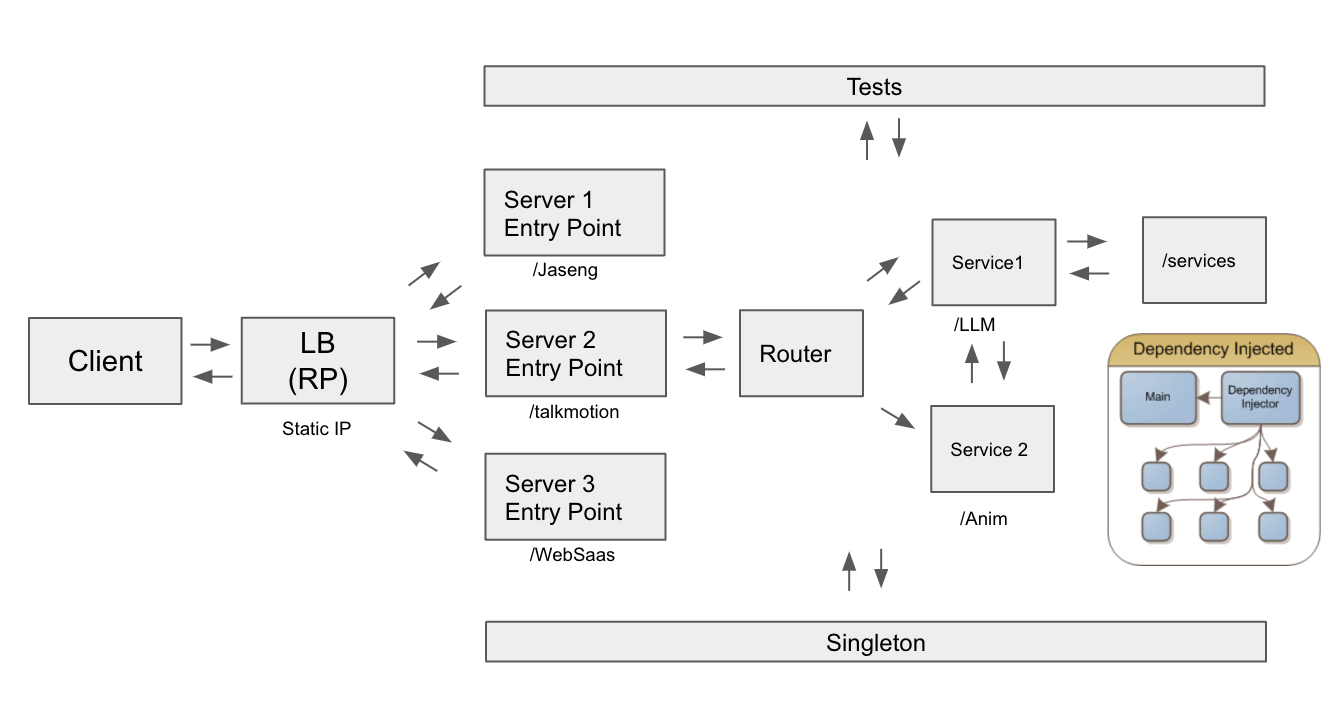 Tests
Server 1
Entry Point
/Jaseng
Client
LB
(RP)
Static IP
Server 2
Entry Point
/talkmotion
Server 3
Entry Point
/WebSaas
Router
Service1
/LLM
/services
Service 2
/Anim
Dependency Injected
Main
Dependency
Injector
Singleton